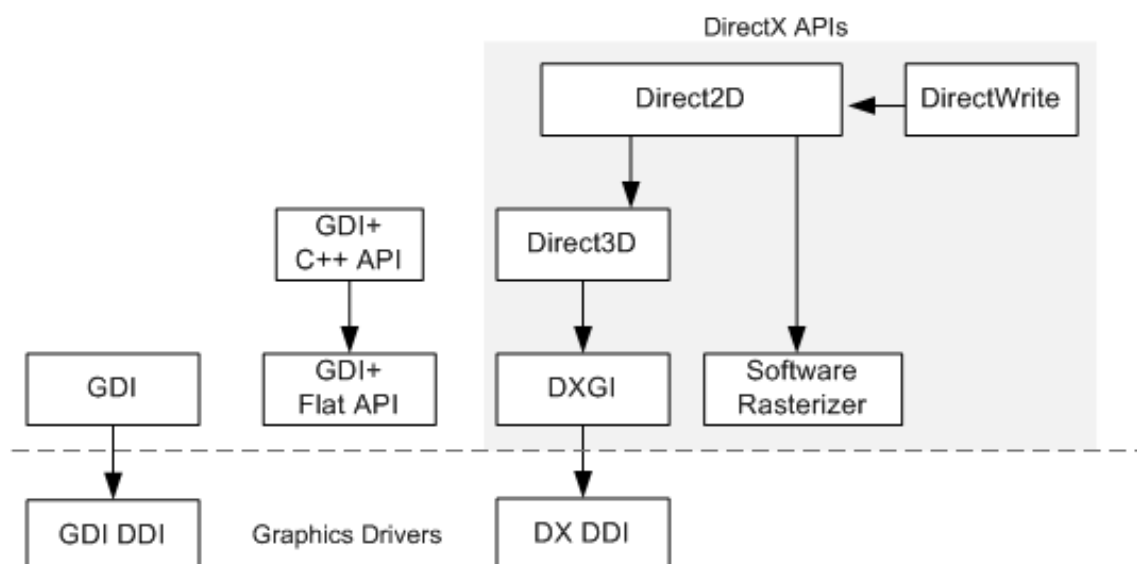 DirectX APIs
Direct2D
DirectWrite
GDI+
C++ API
Direct3D
GDI
GDI+
Flat API
DXGI
Software
Rasterizer
GDI DDI
Graphics Drivers
DX DDI